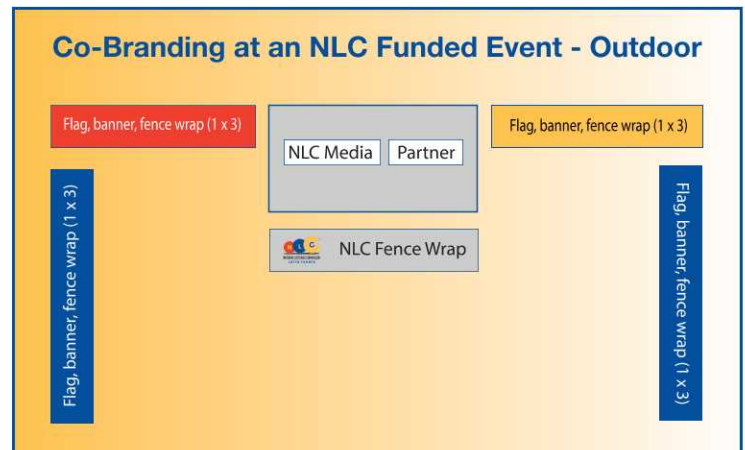 Co-Branding at an NLC Funded Event - Outdoor
Flag, banner, fence wrap (1 x 3)
NLC Media
Partner
Flag, banner, fence wrap (1 x 3)
Flag, banner, fence wrap (1 x 3)
NLC Fence Wrap
Flag, banner, fence wrap (1 x 3)